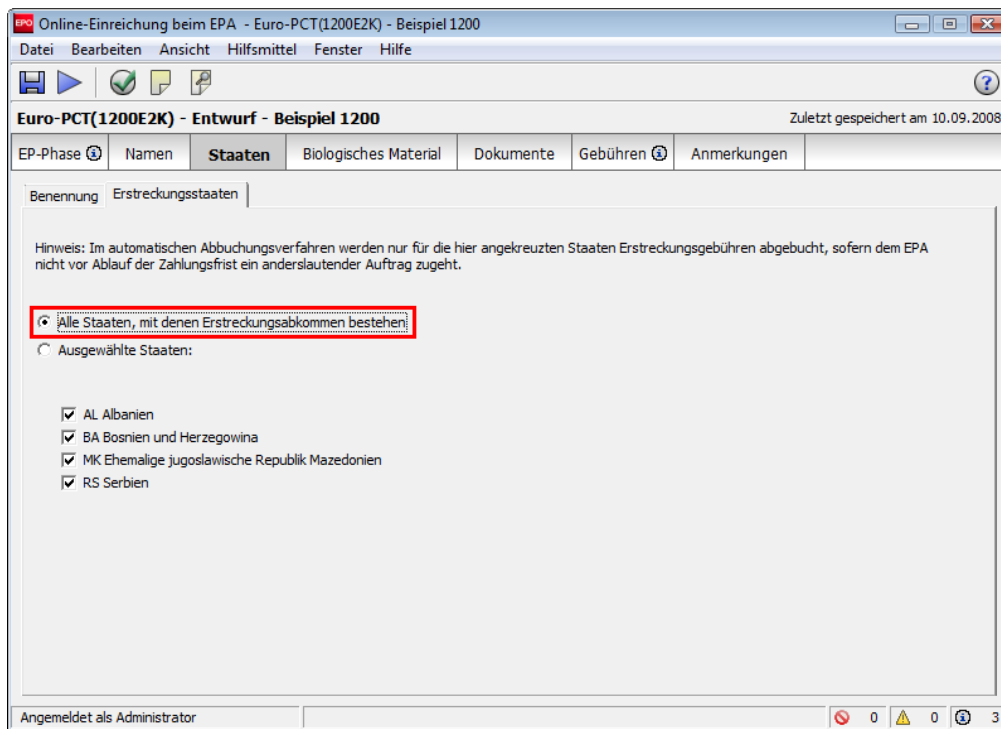 EPO Online-Einreichung beim EPA - Euro-PCT(1200E2K) - Beispiel 1200
Datei Bearbeiten Ansicht Hilfsmittel Fenster Hilfe
Euro-PCT(1200E2K) - Entwurf - Beispiel 1200 Zuletzt gespeichert am 10.09.2008
EP-Phase Namen Staaten Biologisches Material Dokumente Gebühren Anmerkungen
Benennung Erstreckungsstaaten
Hinweis: Im automatischen Abbuchungsverfahren werden nur für die hier angekreuzten Staaten Erstreckungsgebühren abgebucht, sofern dem EPA
nicht vor Ablauf der Zahlungsfrist ein anderslautender Auftrag zugeht.
Alle Staaten, mit denen Erstreckungsabkommen bestehen
Ausgewählte Staaten:
AL Albanien
BA Bosnien und Herzegowina
MK Ehemalige jugoslawische Republik Mazedonien
RS Serbien
Angemeldet als Administrator 0 0 3